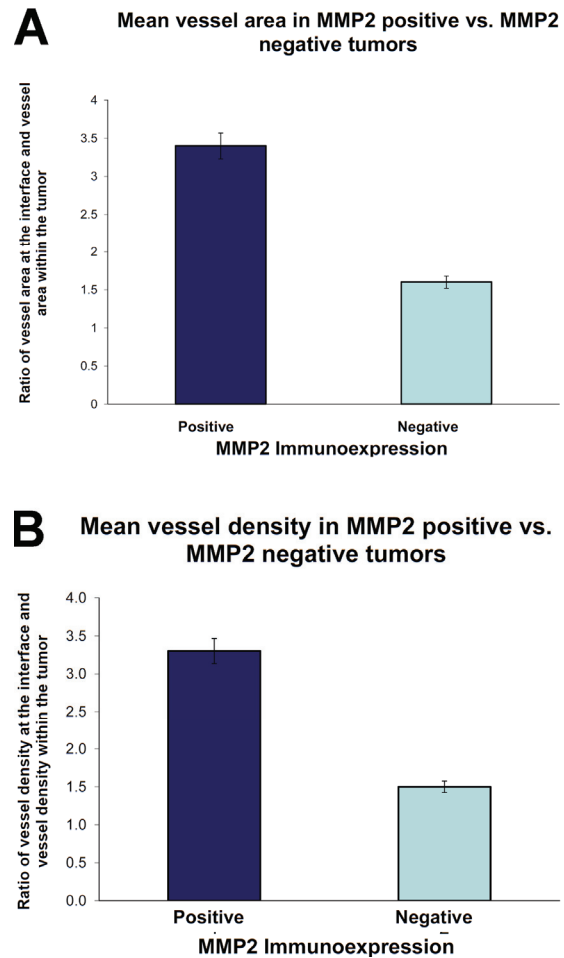 A
Mean vessel area in MMP2 positive vs. MMP2
negative tumors
Ratio of vessel area at the interface and vessel
area within the tumor
4
3.5
3
2.5
2
1.5
1
0.5
0
Positive
Negative
MMP2 Immunoexpression
B
Mean vessel density in MMP2 positive vs.
MMP2 negative tumors
Ratio of vessel density at the interface and
vessel density within the tumor
4.0
3.5
3.0
2.5
2.0
1.5
1.0
0.5
0.0
Positive
Negative
MMP2 Immunoexpression